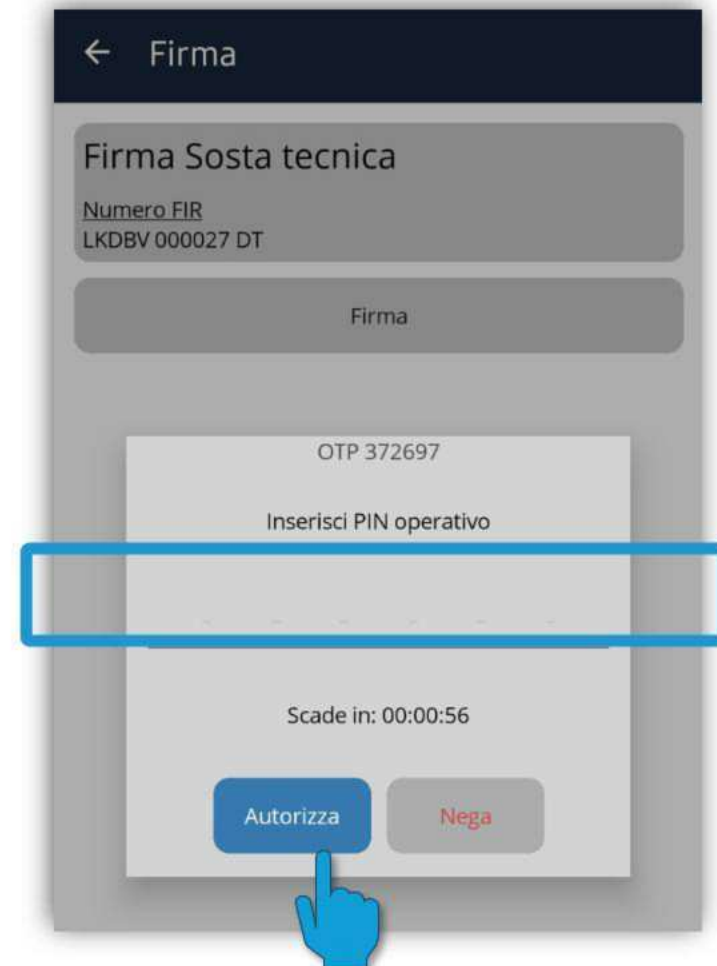 Firma
Firma Sosta tecnica
Numero FIR
LKDBV 000027 DT
Firma
OTP 372697
Inserisci PIN operativo
Scade in: 00:00:56
Autorizza
Nega